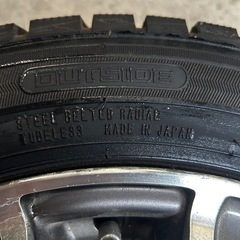 OUTSIDE
STEEL BELTED RADIAL
TUBELESS MADE IN JAPAN